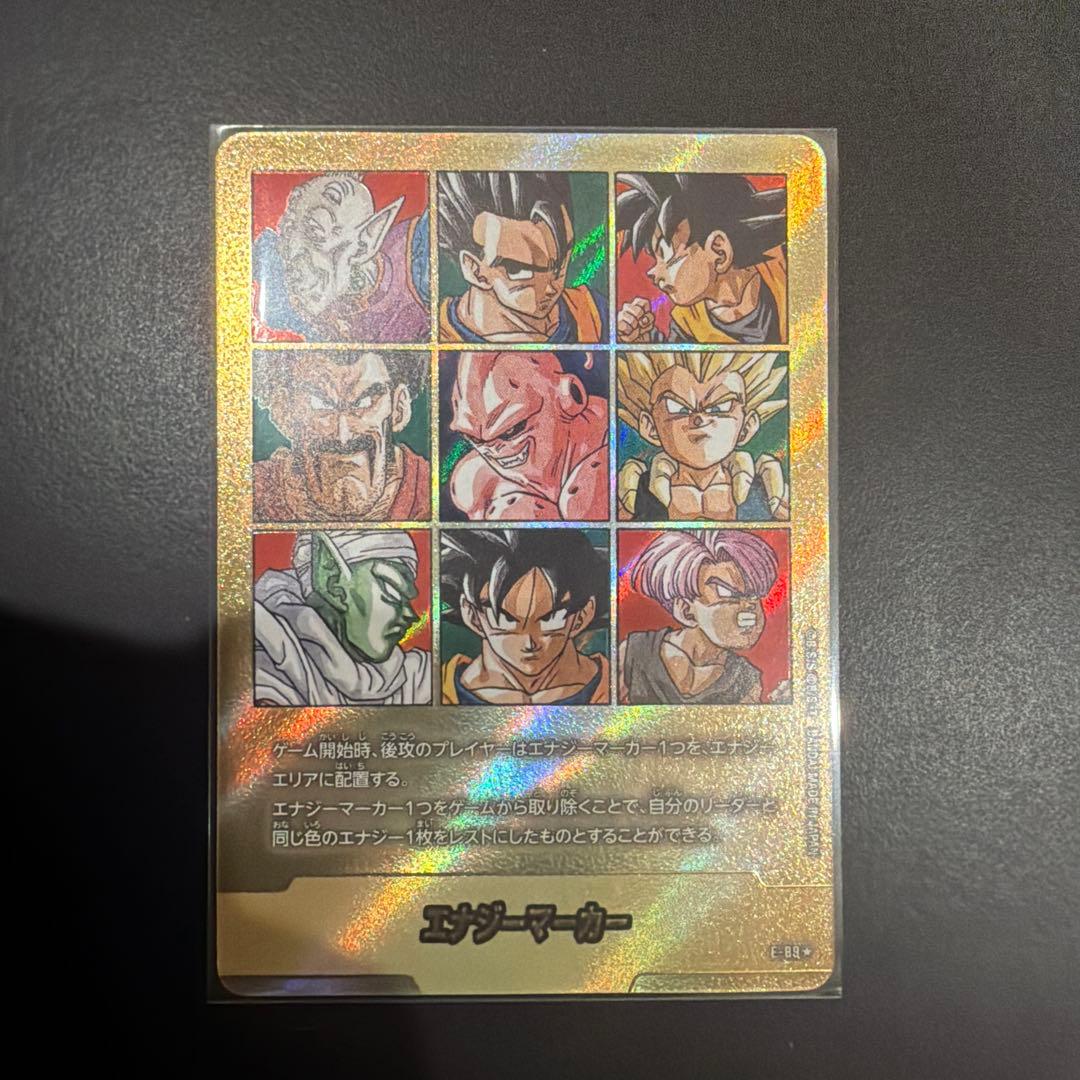 ゲーム開始時、後攻のプレイヤーはエナジーマーカー1つを、エナジー
エリアに配置する。
エナジーマーカー1つをゲームから取り除くことで、自分のリーダーと
同じ色のエナジー1枚をレストにしたものとすることができる。
エナジーマーカー
BANDAI MADE IN JAPAN